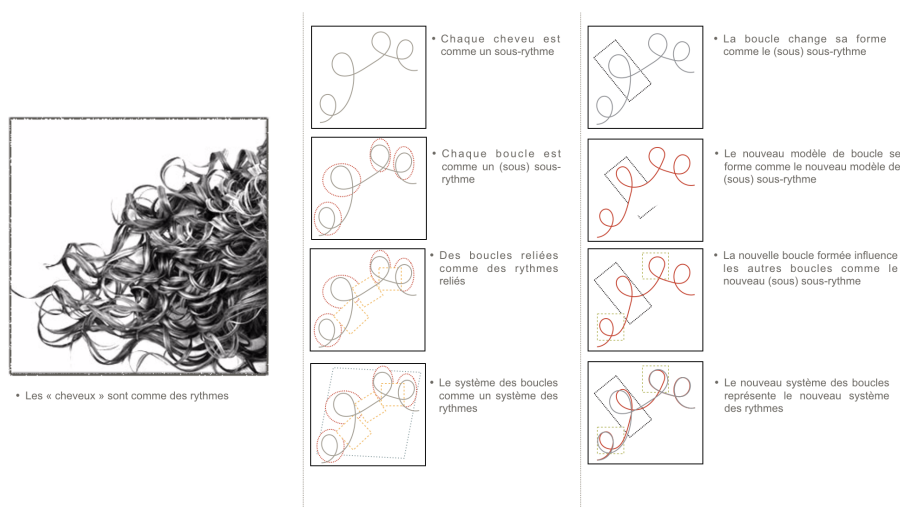 • Les « cheveux » sont comme des rythmes
• Chaque cheveu est
comme un sous-rythme
• Chaque boucle est
comme un (sous) sous-
rythme
• Des boucles reliées
comme des rythmes
reliés
• Le système des boucles
comme un système des
rythmes
• La boucle change sa forme
comme le (sous) sous-rythme
• Le nouveau modèle de boucle se
forme comme le nouveau modèle de
(sous) sous-rythme
• La nouvelle boucle formée influence
les autres boucles comme le
nouveau (sous) sous-rythme
• Le nouveau système des boucles
représente le nouveau système
des rythmes